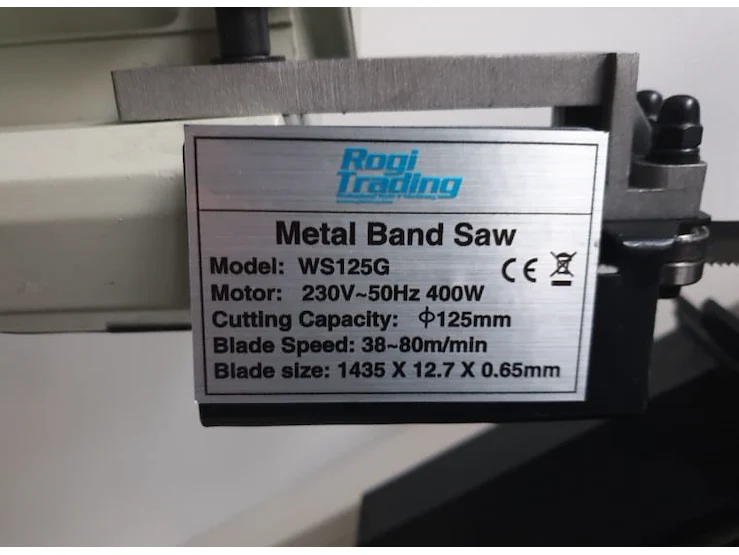 Rogi
Trading
Metal Band Saw
Model: WS125G
CE
Motor: 230V~50Hz 400W
Cutting Capacity: Φ125mm
Blade Speed: 38~80m/min
Blade size: 1435 X 12.7 X 0.65mm